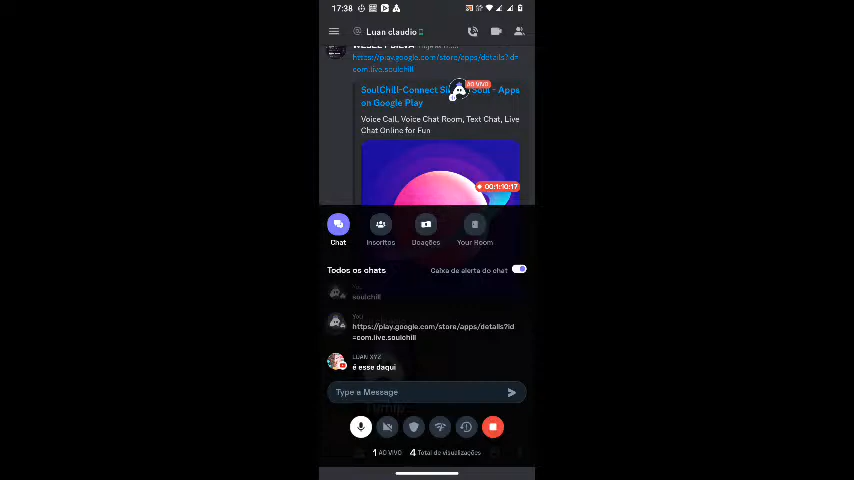 17:38
@ Luan claudio
WESLEY SILVA
https://play.google.com/store/apps/details?id=
com.live.soulchill
AO VIVO
SoulChill-Connect Soul - Apps
on Google Play
Voice Call, Voice Chat Room, Text Chat, Live
Chat Online for Fun
00:1:10:17
Chat
Inscritos
Doações
Your Room
Todos os chats
Caixa de alerta do chat
You
soulchill
You
https://play.google.com/store/apps/details?id
=com.live.soulchill
LUAN XYZ
é esse daqui
Type a Message
1 AO VIVO 4 Total de visualizações